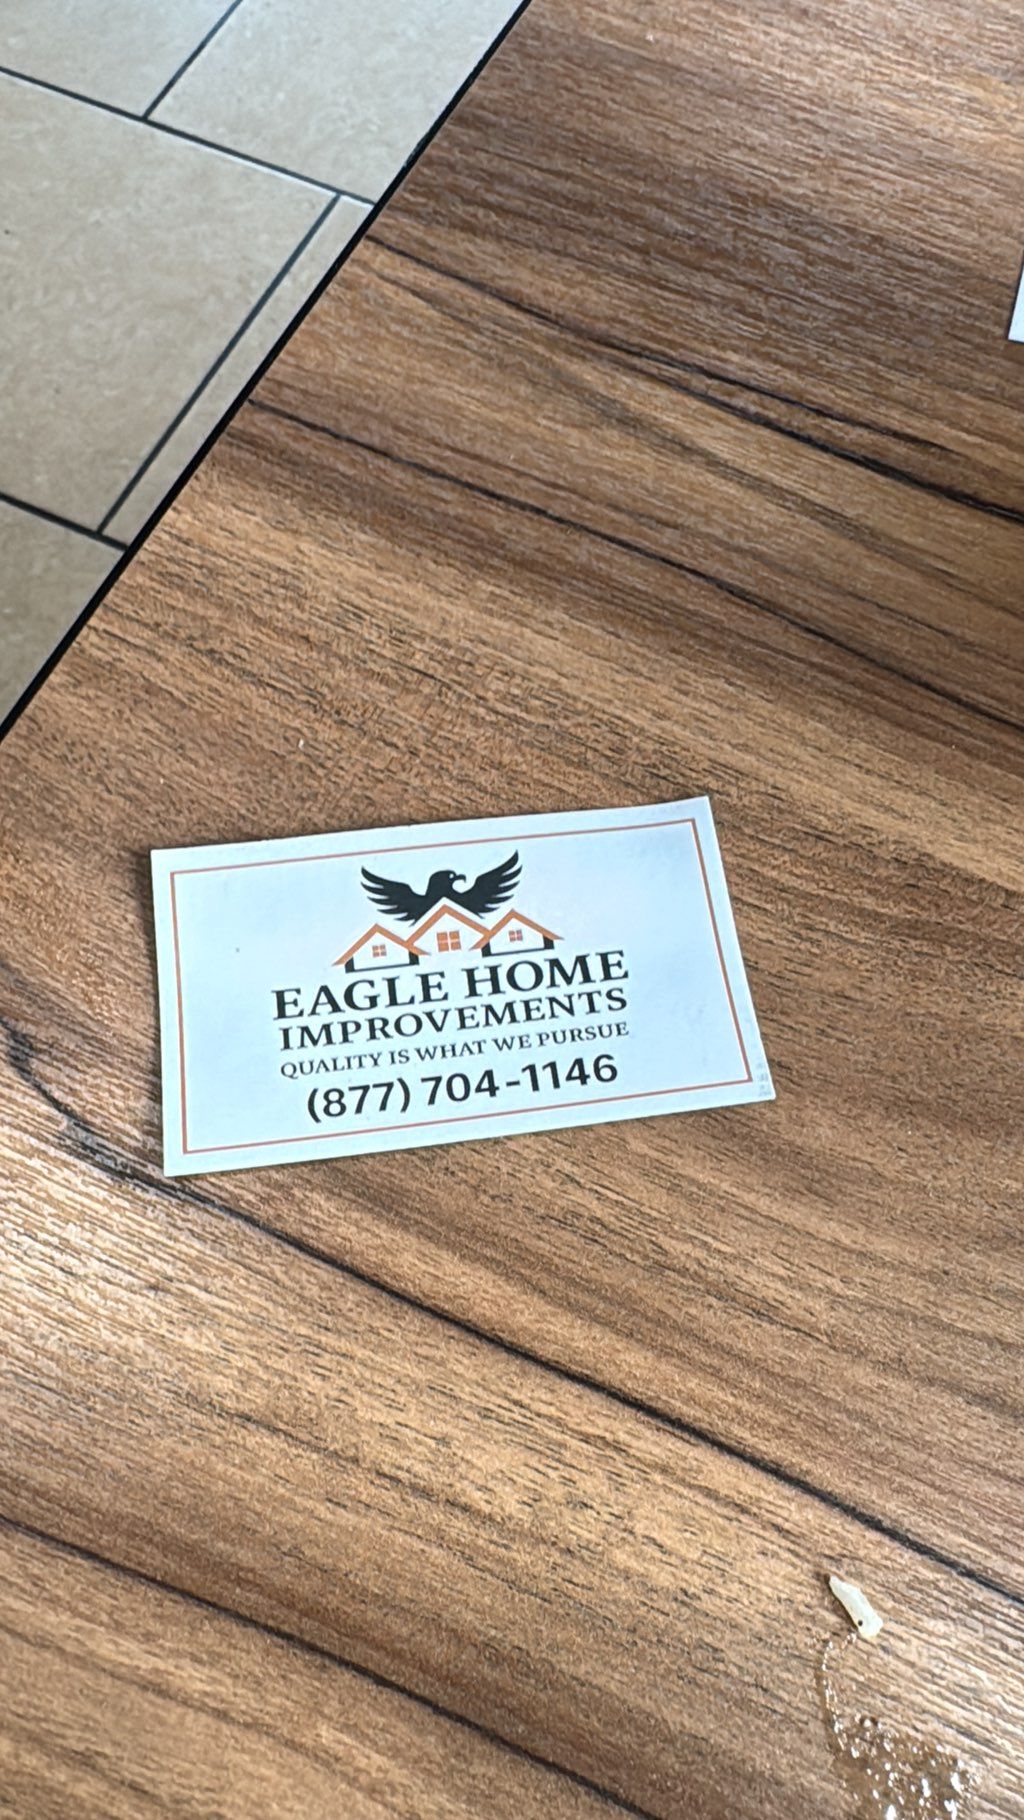 EAGLE HOME
IMPROVEMENTS
QUALITY IS WHAT WE PURSUE
(877) 704-1146